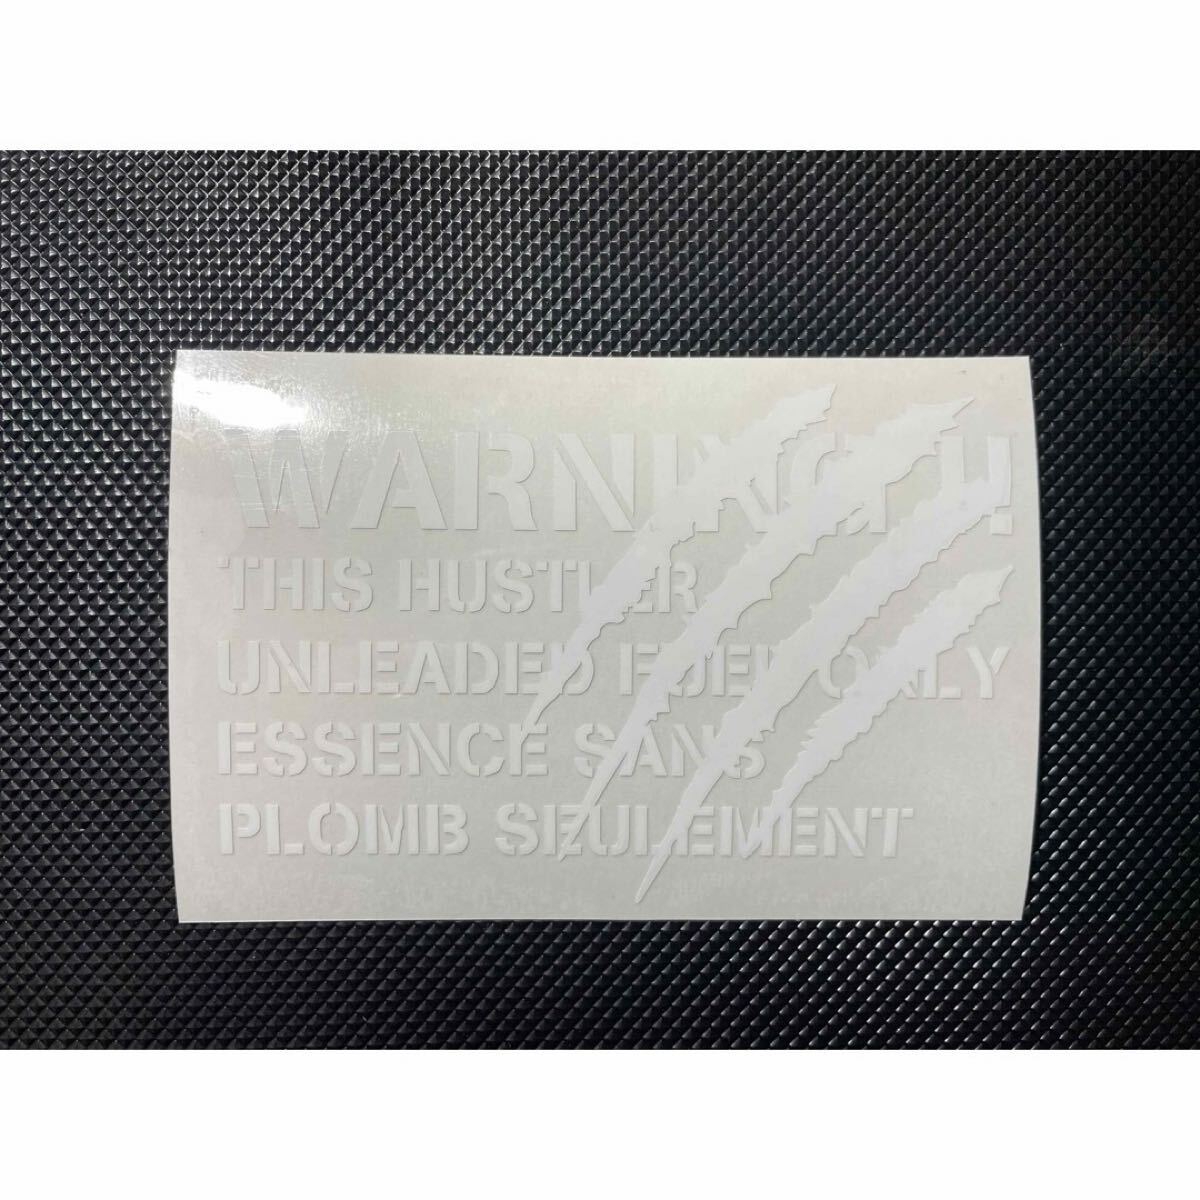 WARNING!!
THIS HUSTLER
UNLEADED FUEL ONLY
ESSENCE SANS
PLOMB SEULEMENT